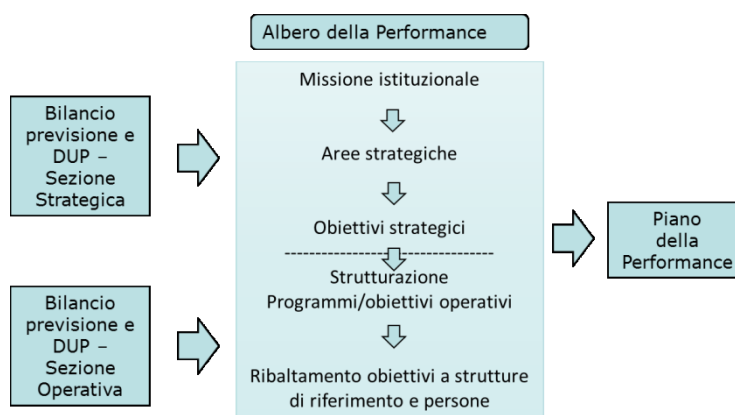 Albero della Performance
Missione istituzionale
Bilancio
previsione e
DUP –
Sezione
Strategica
Aree strategiche
Obiettivi strategici
Piano
della
Performance
Strutturazione
Programmi/obiettivi operativi
Bilancio
previsione e
DUP –
Sezione
Operativa
Ribaltamento obiettivi a strutture
di riferimento e persone